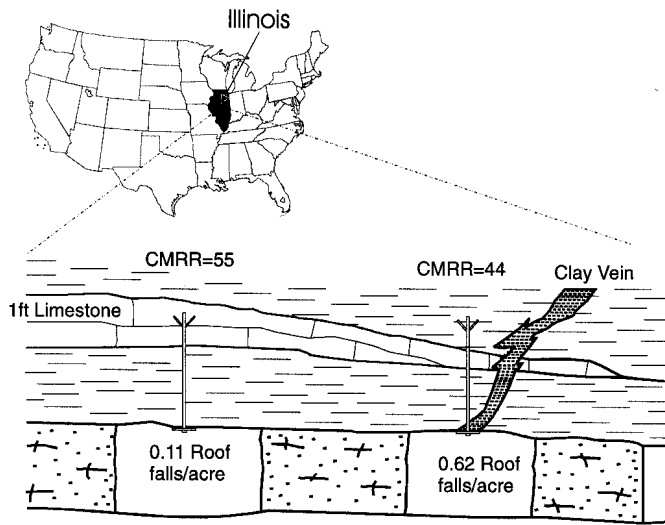 Illinois
CMRR=55
CMRR=44
Clay Vein
1ft Limestone
0.11 Roof
falls/acre
0.62 Roof
falls/acre